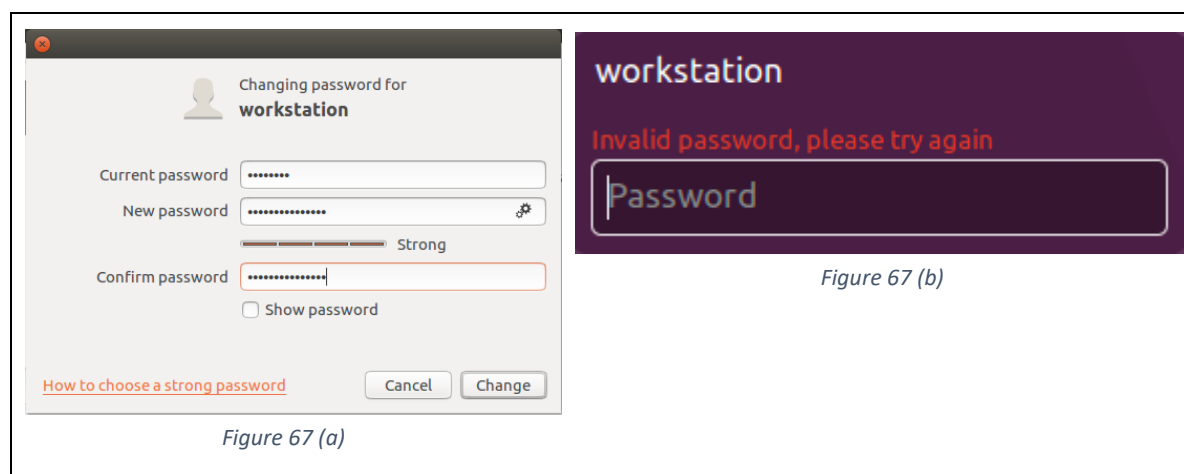 Changing password for
workstation
Current password
New password
Strong
Confirm password
Show password
How to choose a strong password
Cancel
Change
Figure 67 (a)
workstation
Invalid password, please try again
Password
Figure 67 (b)